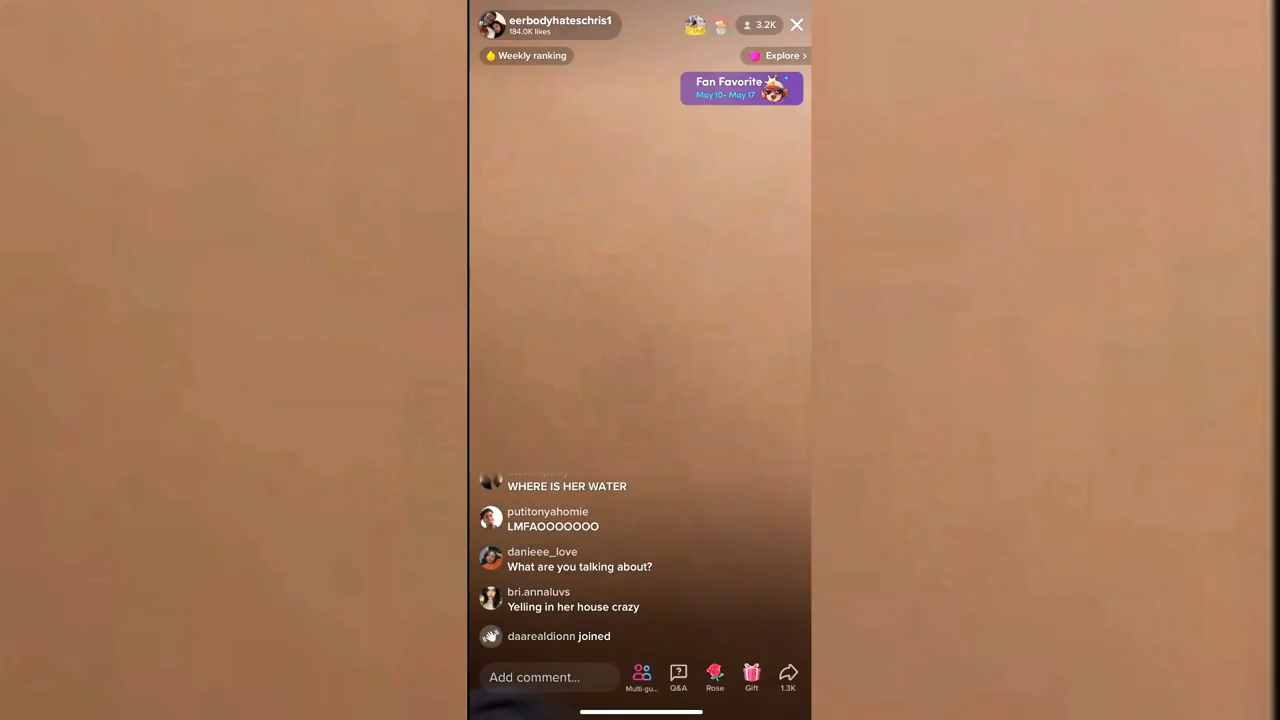 eerbodyhateschris1
184.0K likes
3.2K
Weekly ranking
Explore
Fan Favorite
May 10- May 17
WHERE IS HER WATER
putitonyahomie
LMFAOOOOOOO
danieee_love
What are you talking about?
bri.annaluvs
Yelling in her house crazy
daarealdionn joined
Add comment...
Multi-gu...
Q&A
Rose
Gift
1.3K